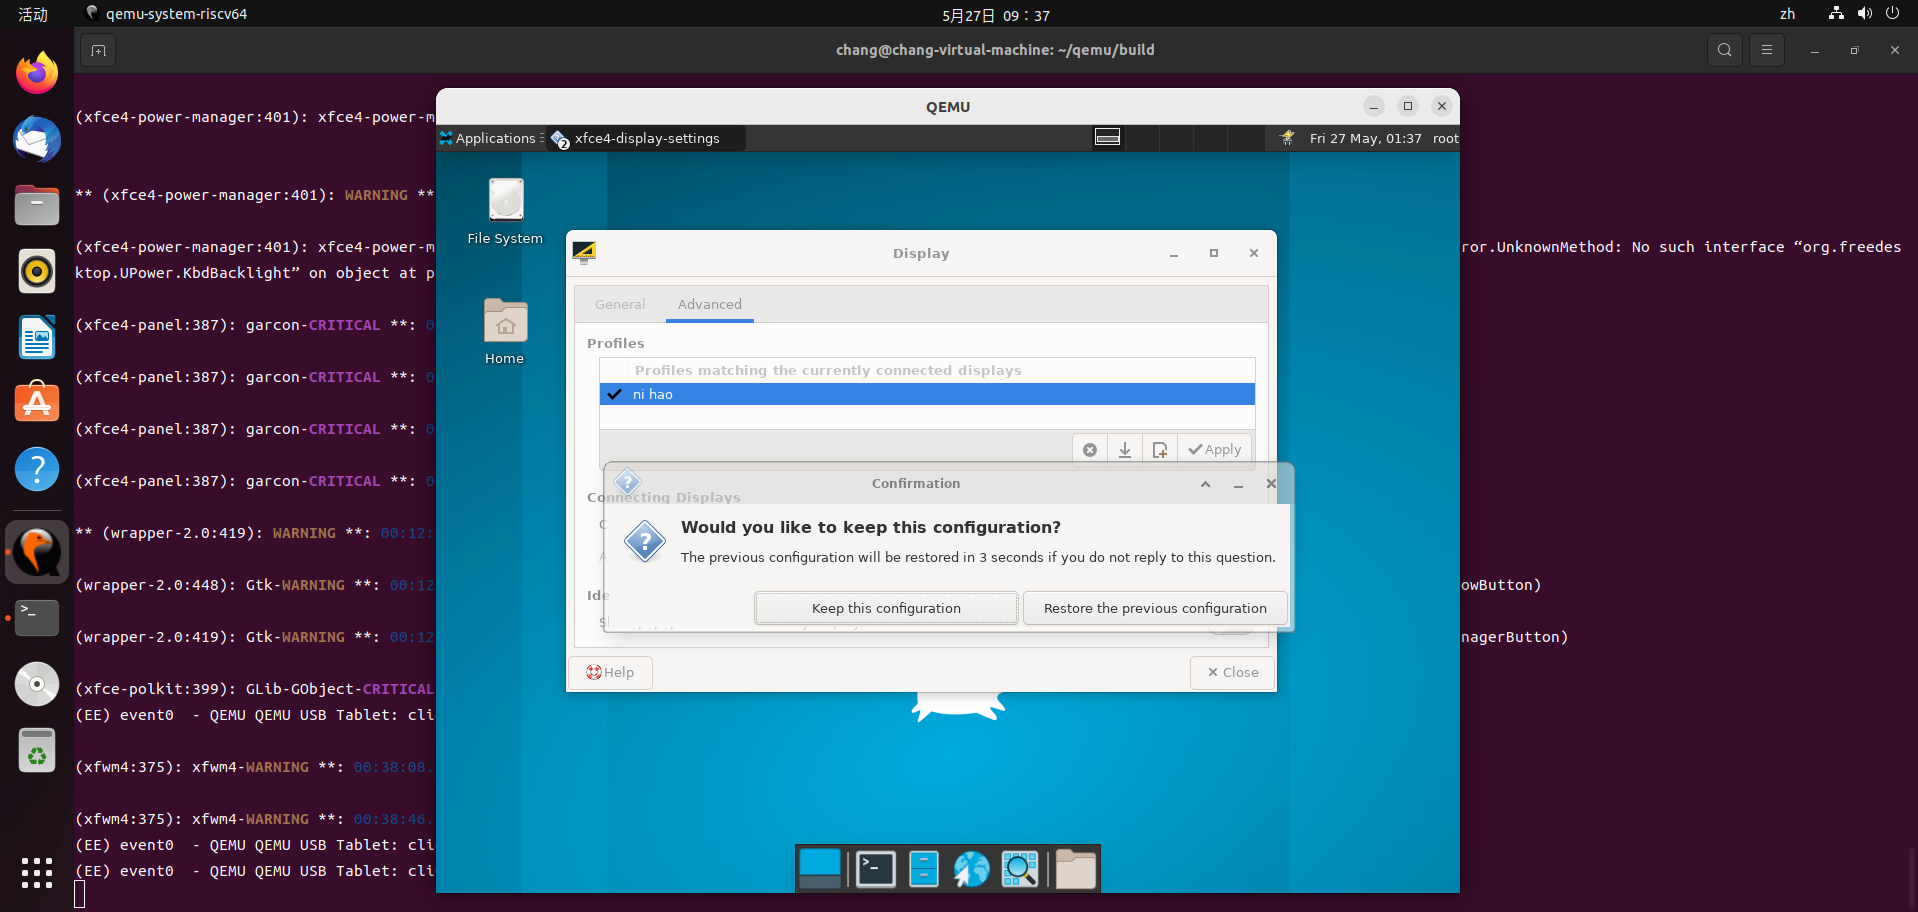 活动
qemu-system-riscv64
5月27日 09：37
zh
chang@chang-virtual-machine: ~/qemu/build
(xfce4-power-manager:401): xfce4-power-m
** (xfce4-power-manager:401): WARNING **
(xfce4-power-manager:401): xfce4-power-m
ror.UnknownMethod: No such interface “org.freedes
ktop.UPower.KbdBacklight” on object at p
(xfce4-panel:387): garcon-CRITICAL **: 0
(xfce4-panel:387): garcon-CRITICAL **: 0
(xfce4-panel:387): garcon-CRITICAL **: 0
(xfce4-panel:387): garcon-CRITICAL **: 0
** (wrapper-2.0:419): WARNING **: 00:12:
(wrapper-2.0:448): Gtk-WARNING **: 00:12
owButton)
(wrapper-2.0:419): Gtk-WARNING **: 00:12
nagerButton)
(xfce-polkit:399): GLib-GObject-CRITICAL
(EE) event0  - QEMU QEMU USB Tablet: cli
(xfwm4:375): xfwm4-WARNING **: 00:38:08.
(xfwm4:375): xfwm4-WARNING **: 00:38:46.
(EE) event0  - QEMU QEMU USB Tablet: cli
(EE) event0  - QEMU QEMU USB Tablet: cli
QEMU
Applications
2
xfce4-display-settings
Fri 27 May, 01:37
root
File System
Home
Display
General
Advanced
Profiles
Profiles matching the currently connected displays
ni hao
Apply
Connecting Displays
Confirmation
Would you like to keep this configuration?
The previous configuration will be restored in 3 seconds if you do not reply to this question.
Keep this configuration
Restore the previous configuration
Help
Close